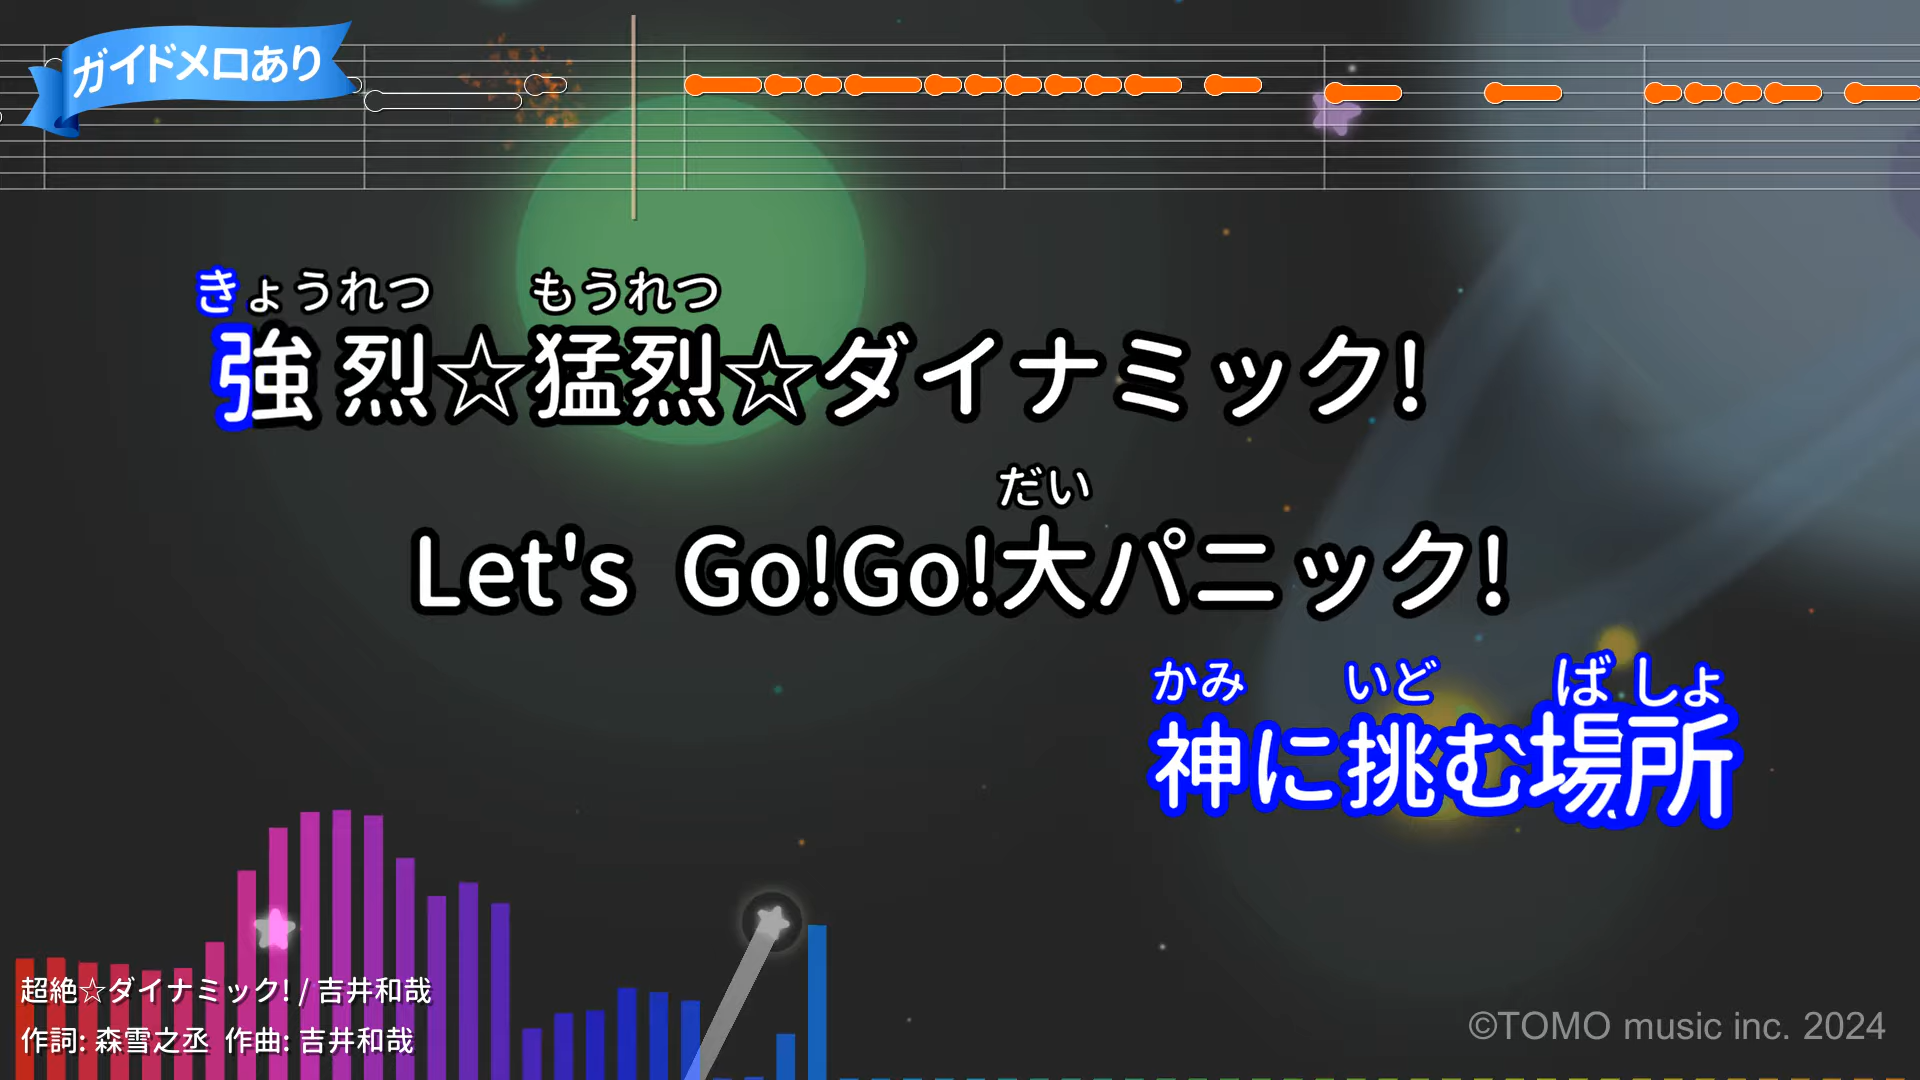 ガイドメロあり
きょうれつ もうれつ
強烈☆猛烈☆ダイナミック!
だい
Let's Go!Go!大パニック!
かみ いど ばしょ
神に挑む場所
超絶☆ダイナミック! / 吉井和哉
作詞: 森雪之丞 作曲: 吉井和哉
©TOMO music inc. 2024